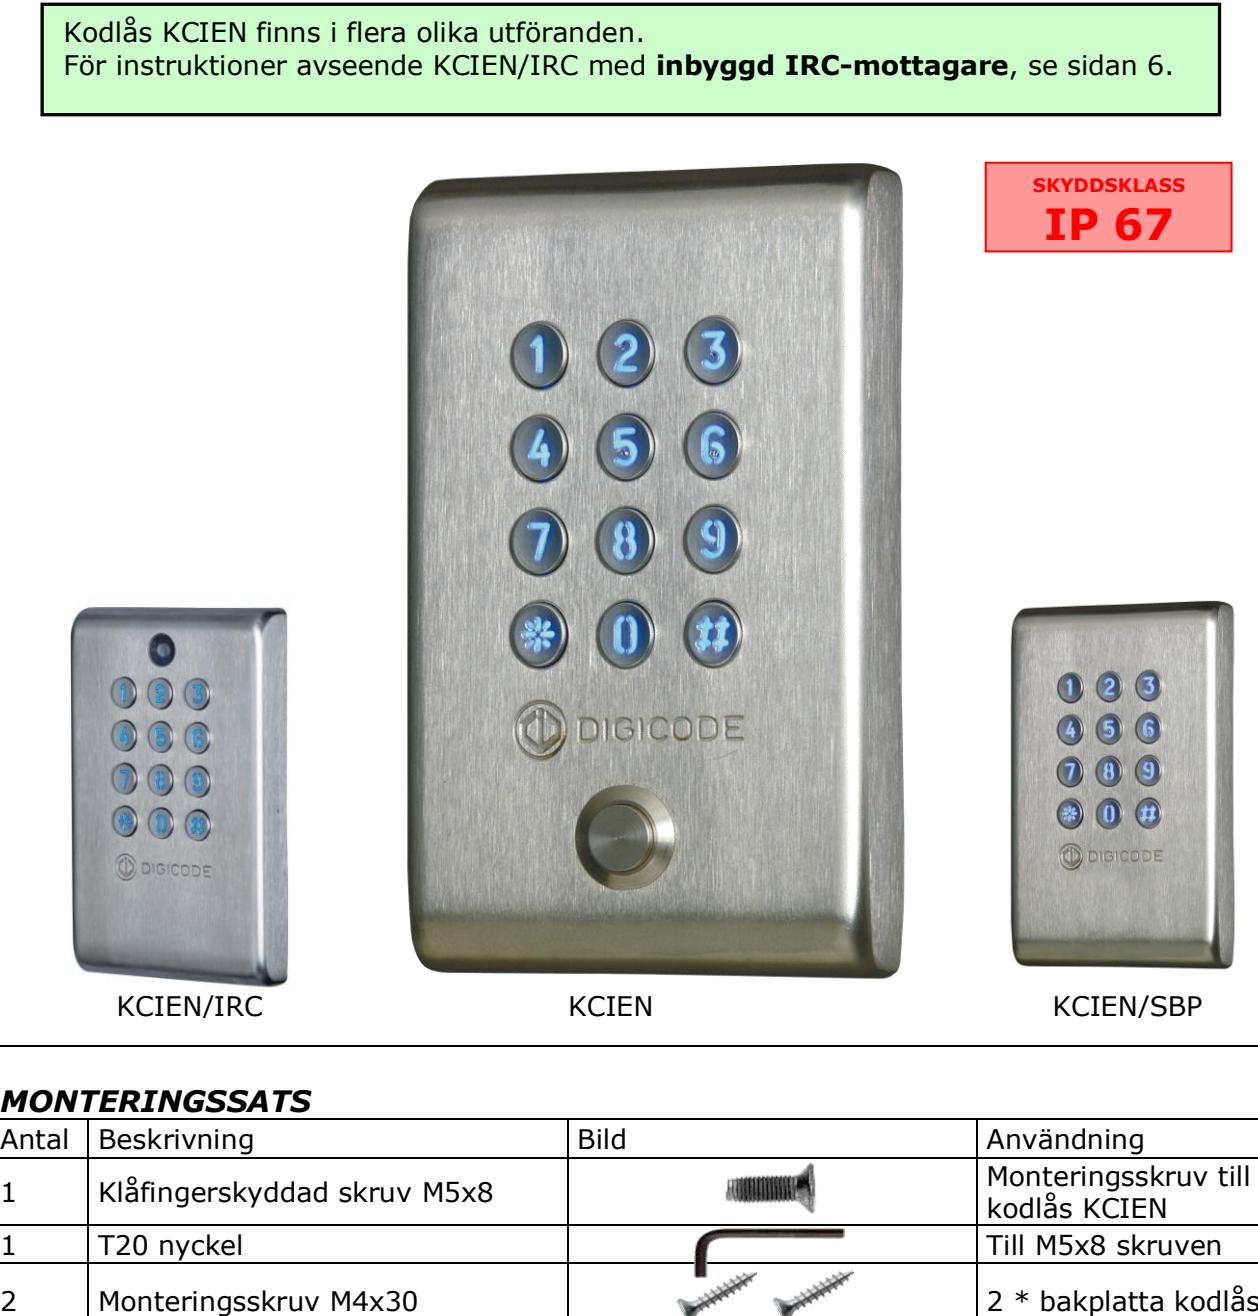 Kodlås KCIEN finns i flera olika utföranden.
För instruktioner avseende KCIEN/IRC med inbyggd IRC-mottagare, se sidan 6.
SKYDDSKLASS
IP 67
1 2 3
4 5 6
7 8 9
* 0 #
DIGICODE
1 2 3
4 5 6
7 8 9
* 0 #
DIGICODE
1 2 3
4 5 6
7 8 9
* 0 #
DIGICODE
KCIEN/IRC KCIEN KCIEN/SBP
MONTERINGSSATS
Antal Beskrivning Bild Användning
1 Klåfingerskyddad skruv M5x8 Monteringsskruv till
kodlås KCIEN
1 T20 nyckel Till M5x8 skruven
2 Monteringsskruv M4x30 2 * bakplatta kodlås